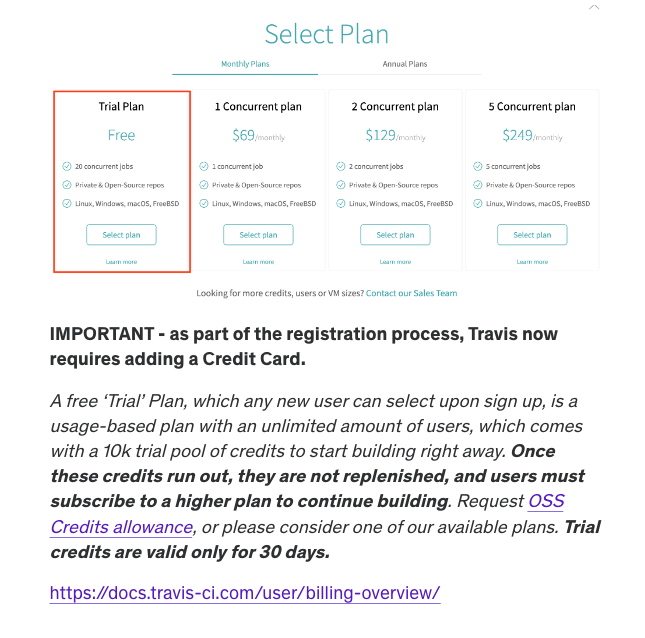 Select Plan
Monthly Plans
Annual Plans
Trial Plan
Free
20 concurrent jobs
Private & Open-Source repos
Linux, Windows, macOS, FreeBSD
Select plan
Learn more
1 Concurrent plan
$69/monthly
1 concurrent job
Private & Open-Source repos
Linux, Windows, macOS, FreeBSD
Select plan
Learn more
2 Concurrent plan
$129/monthly
2 concurrent jobs
Private & Open-Source repos
Linux, Windows, macOS, FreeBSD
Select plan
Learn more
5 Concurrent plan
$249/monthly
5 concurrent jobs
Private & Open-Source repos
Linux, Windows, macOS, FreeBSD
Select plan
Learn more
Looking for more credits, users or VM sizes? Contact our Sales Team
IMPORTANT - as part of the registration process, Travis now
requires adding a Credit Card.
A free ‘Trial’ Plan, which any new user can select upon sign up, is a
usage-based plan with an unlimited amount of users, which comes
with a 10k trial pool of credits to start building right away. Once
these credits run out, they are not replenished, and users must
subscribe to a higher plan to continue building. Request OSS
Credits allowance, or please consider one of our available plans. Trial
credits are valid only for 30 days.
https://docs.travis-ci.com/user/billing-overview/